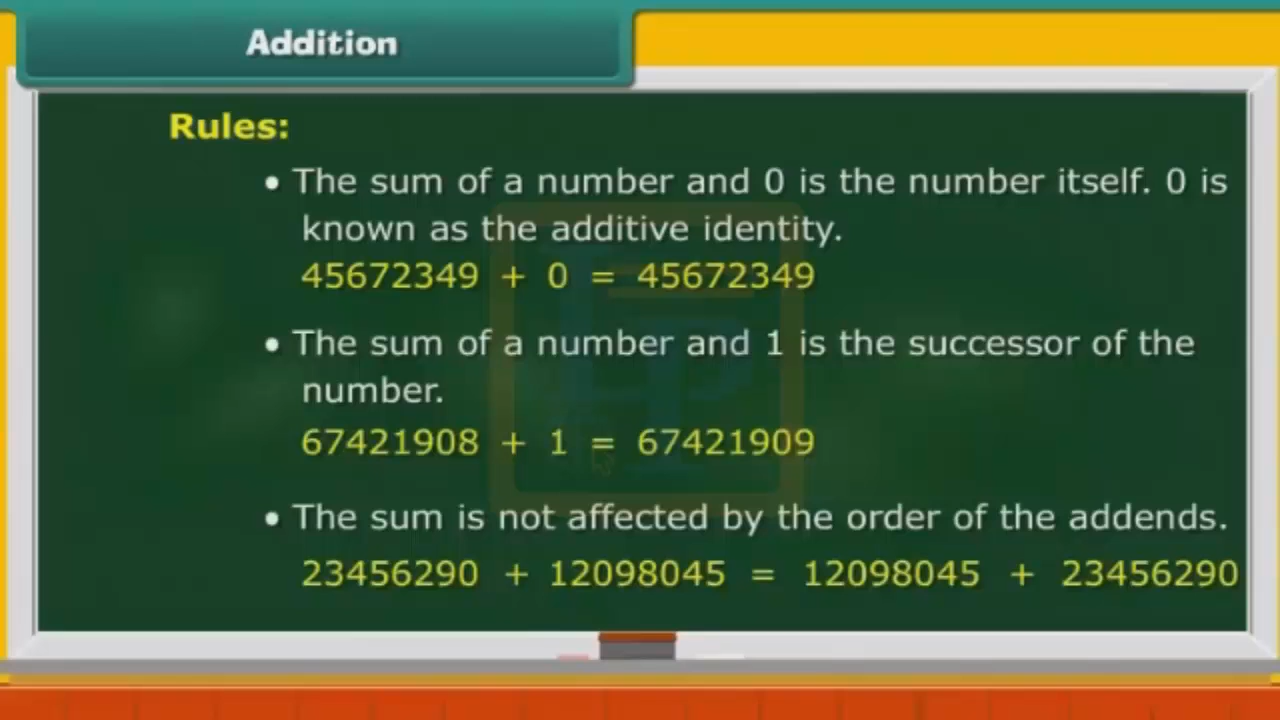 Addition
Rules:
• The sum of a number and 0 is the number itself. 0 is
known as the additive identity.
45672349 + 0 = 45672349
• The sum of a number and 1 is the successor of the
number.
67421908 + 1 = 67421909
• The sum is not affected by the order of the addends.
23456290 + 12098045 = 12098045 + 23456290